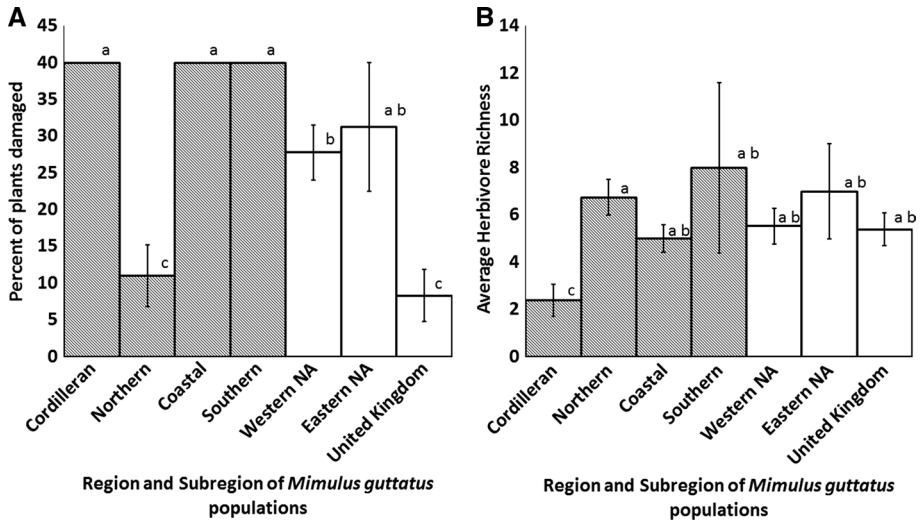 A
Percent of plants damaged
45
40
35
30
25
20
15
10
5
0
a
c
a
a
b
a b
c
Cordilleran
Northern
Coastal
Southern
Western NA
Eastern NA
United Kingdom
Region and Subregion of Mimulus guttatus
populations
B
Average Herbivore Richness
14
12
10
8
6
4
2
0
c
a
a b
a b
a b
a b
a b
Cordilleran
Northern
Coastal
Southern
Western NA
Eastern NA
United Kingdom
Region and Subregion of Mimulus guttatus
populations